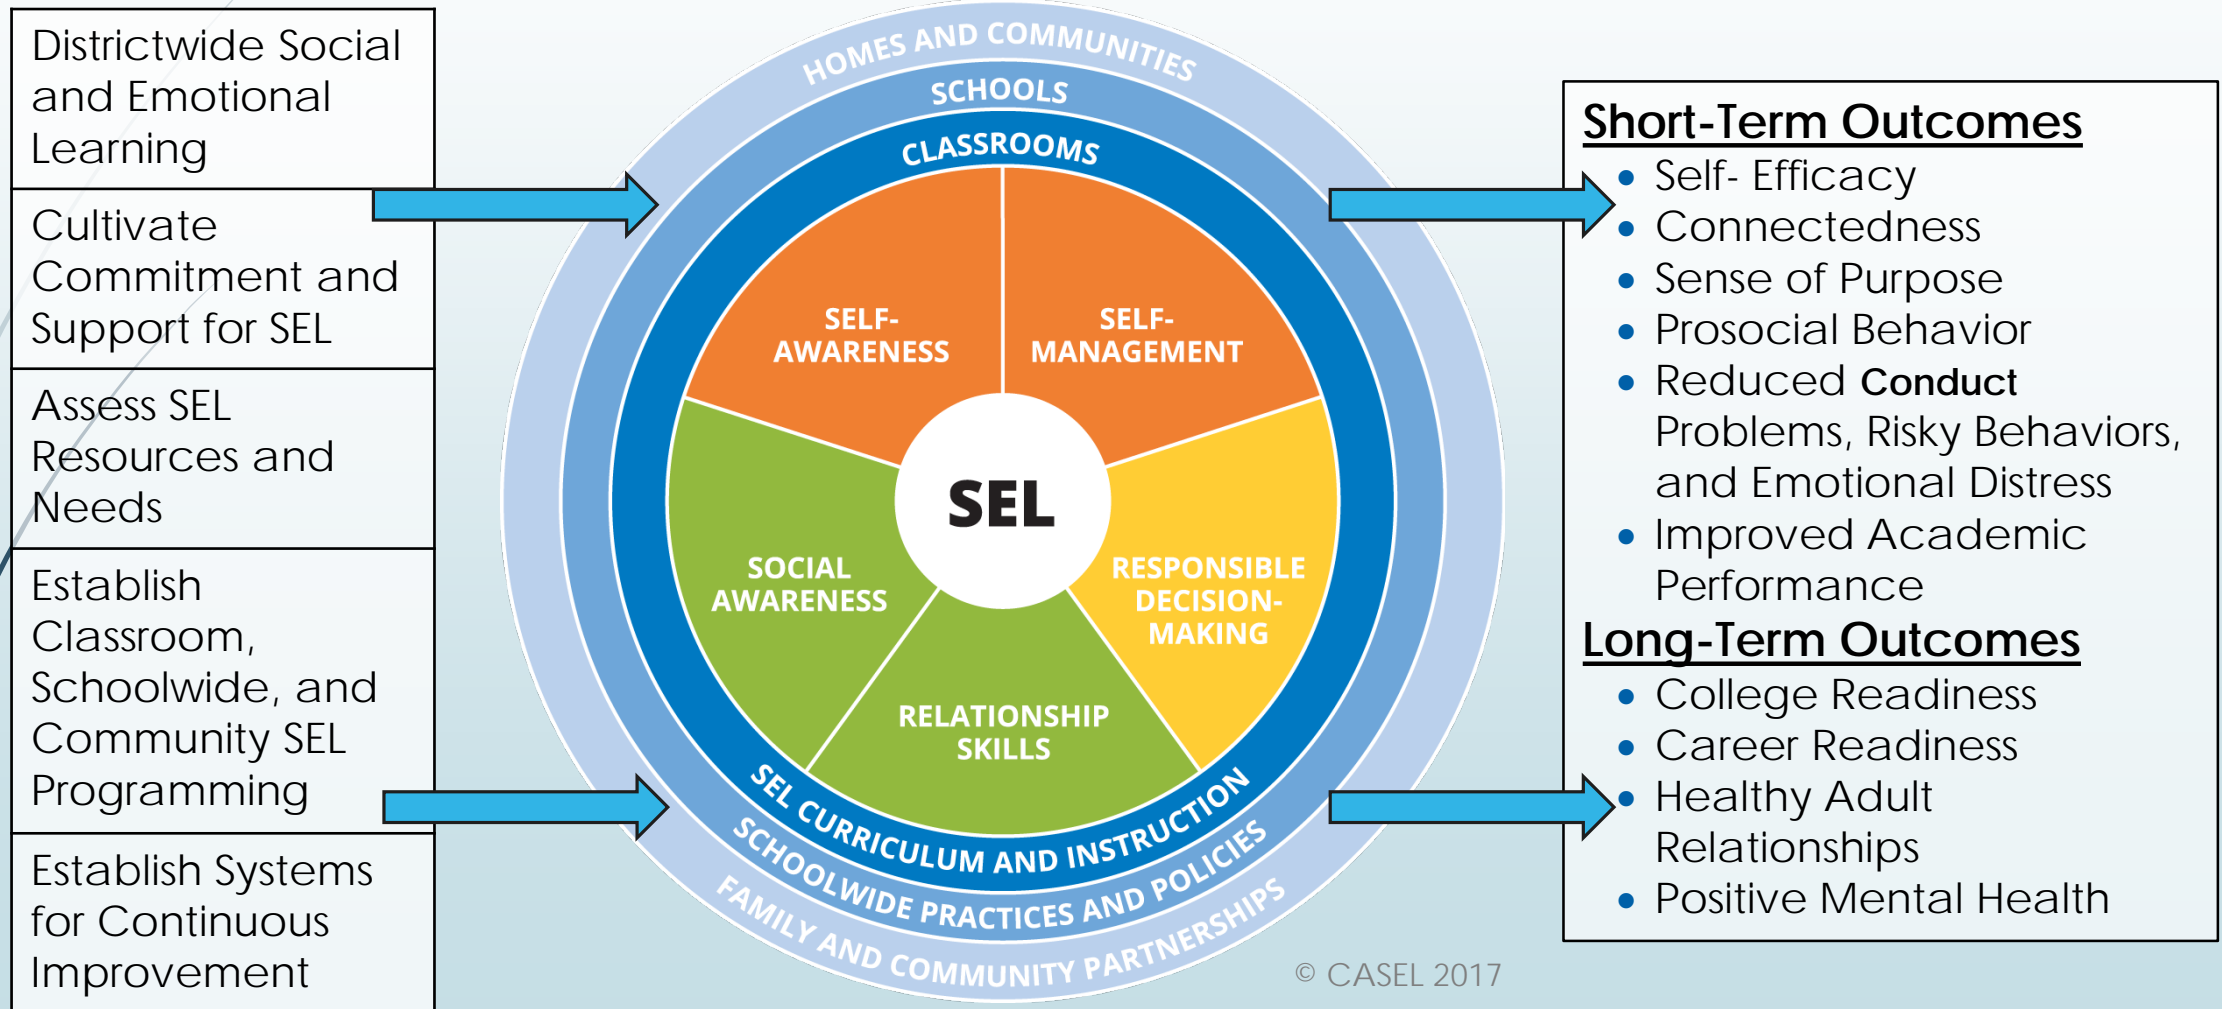 Districtwide Social
and Emotional
Learning
Cultivate
Commitment and
Support for SEL
Assess SEL
Resources and
Needs
Establish
Classroom,
Schoolwide, and
Community SEL
Programming
Establish Systems
for Continuous
Improvement
HOMES AND COMMUNITIES
SCHOOLS
CLASSROOMS
SELF-
AWARENESS
SELF-
MANAGEMENT
SEL
SOCIAL
AWARENESS
RESPONSIBLE
DECISION-
MAKING
RELATIONSHIP
SKILLS
SEL CURRICULUM AND INSTRUCTION
SCHOOLWIDE PRACTICES AND POLICIES
FAMILY AND COMMUNITY PARTNERSHIPS
© CASEL 2017
Short-Term Outcomes
• Self- Efficacy
• Connectedness
• Sense of Purpose
• Prosocial Behavior
• Reduced Conduct
Problems, Risky Behaviors,
and Emotional Distress
• Improved Academic
Performance
Long-Term Outcomes
• College Readiness
• Career Readiness
• Healthy Adult
Relationships
• Positive Mental Health